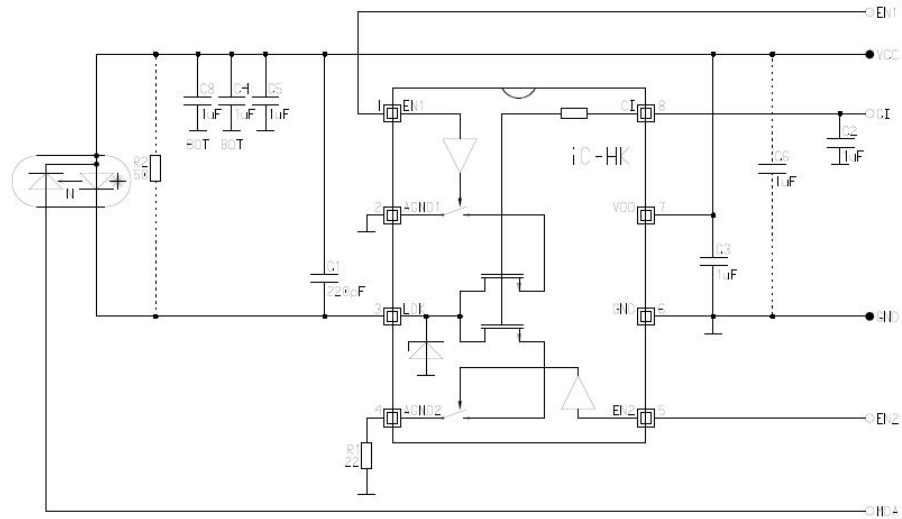 EN1
VCC
C8
1uF
BOT
C4
1uF
BOT
C5
1uF
1
EN1
CI
8
CI
iC-HK
C2
1uF
R2
50
N
C6
1uF
2
AGND1
VDD
7
C1
220pF
C3
1uF
3
LDK
GND
6
GND
4
AGND2
EN2
5
EN2
R1
22
MDA